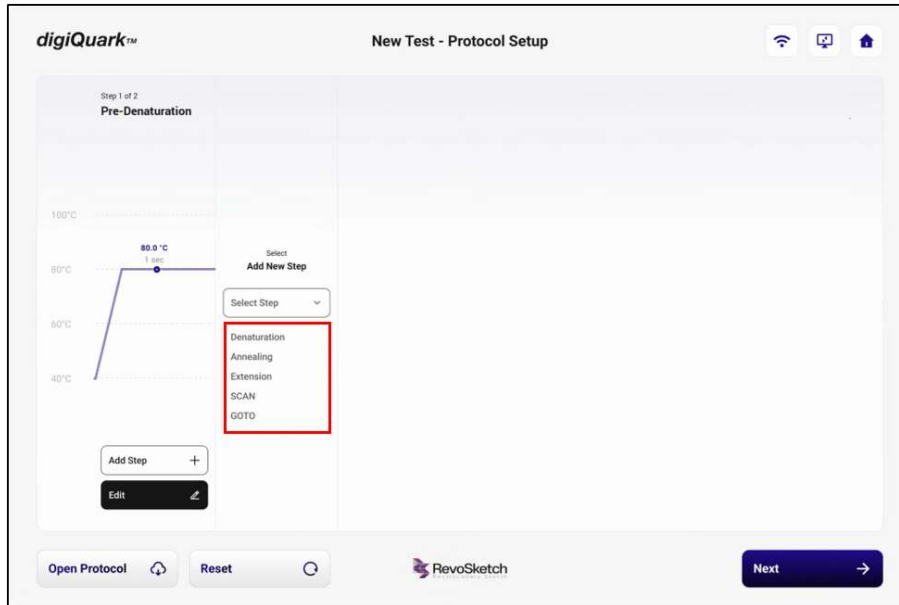 digiQuark™
New Test - Protocol Setup
Step 1 of 2
Pre-Denaturation
100°C
80.0 °C
1 sec
80°C
60°C
40°C
Select
Add New Step
Select Step
Denaturation
Annealing
Extension
SCAN
GOTO
Add Step +
Edit
Open Protocol
Reset
RevoSketch
Next